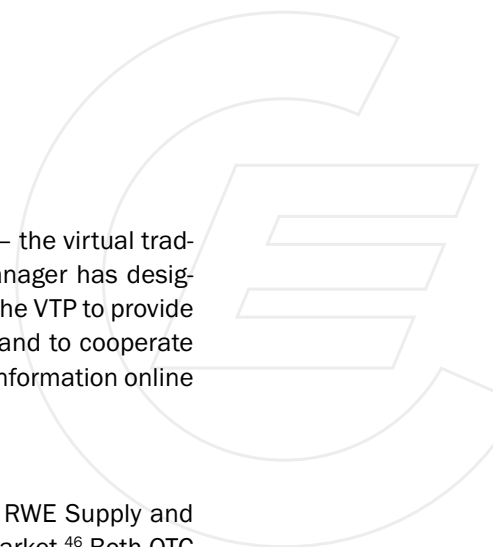 – the virtual trad-
anager has desig-
he VTP to provide
and to cooperate
nformation online
RWE Supply and
arket.46 Both OTC